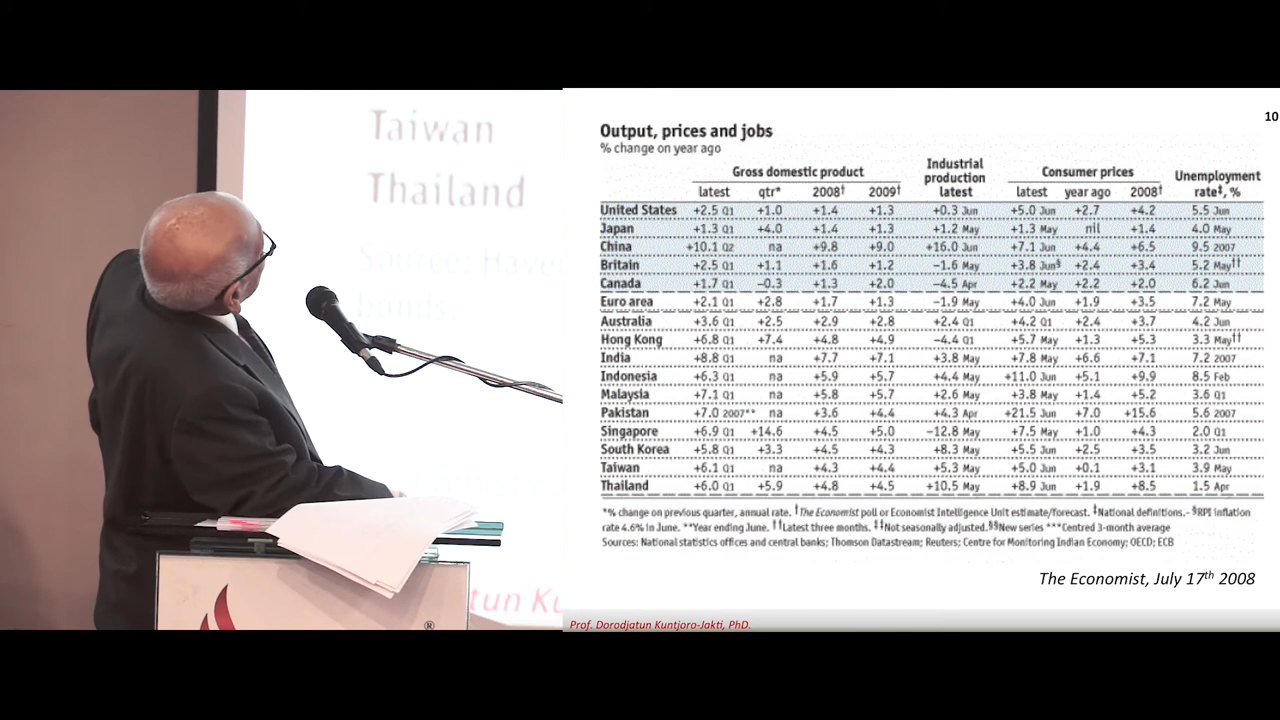 Taiwan
Thailand
Source: Haver
bonds.
tun Ku
®
10
Output, prices and jobs
% change on year ago
Gross domestic product Industrial production latest Consumer prices Unemployment rate‡, %
latest qtr* 2008† 2009† latest year ago 2008†
United States +2.5 Q1 +1.0 +1.4 +1.3 +0.3 Jun +5.0 Jun +2.7 +4.2 5.5 Jun
Japan +1.3 Q1 +4.0 +1.4 +1.3 +1.2 May +1.3 May nil +1.4 4.0 May
China +10.1 Q2 na +9.8 +9.0 +16.0 Jun +7.1 Jun +4.4 +6.5 9.5 2007
Britain +2.5 Q1 +1.1 +1.6 +1.2 −1.6 May +3.8 Jun§ +2.4 +3.4 5.2 May††
Canada +1.7 Q1 −0.3 +1.3 +2.0 −4.5 Apr +2.2 May +2.2 +2.0 6.2 Jun
Euro area +2.1 Q1 +2.8 +1.7 +1.3 −1.9 May +4.0 Jun +1.9 +3.5 7.2 May
Australia +3.6 Q1 +2.5 +2.9 +2.8 +2.4 Q1 +4.2 Q1 +2.4 +3.7 4.2 Jun
Hong Kong +6.8 Q1 +7.4 +4.8 +4.9 −4.4 Q1 +5.7 May +1.3 +5.3 3.3 May††
India +8.8 Q1 na +7.7 +7.1 +3.8 May +7.8 May +6.6 +7.1 7.2 2007
Indonesia +6.3 Q1 na +5.9 +5.7 +4.4 May +11.0 Jun +5.1 +9.9 8.5 Feb
Malaysia +7.1 Q1 na +5.8 +5.7 +2.6 May +3.8 May +1.4 +5.2 3.6 Q1
Pakistan +7.0 2007** na +3.6 +4.4 +4.3 Apr +21.5 Jun +7.0 +15.6 5.6 2007
Singapore +6.9 Q1 +14.6 +4.5 +5.0 −12.8 May +7.5 May +1.0 +4.3 2.0 Q1
South Korea +5.8 Q1 +3.3 +4.5 +4.3 +8.3 May +5.5 Jun +2.5 +3.5 3.2 Jun
Taiwan +6.1 Q1 na +4.3 +4.4 +5.3 May +5.0 Jun +0.1 +3.1 3.9 May
Thailand +6.0 Q1 +5.9 +4.8 +4.5 +10.5 May +8.9 Jun +1.9 +8.5 1.5 Apr
*% change on previous quarter, annual rate. †The Economist poll or Economist Intelligence Unit estimate/forecast. ‡National definitions.- §RPI inflation
rate 4.6% in June. **Year ending June. ††Latest three months. ‡‡Not seasonally adjusted.§§New series ***Centred 3-month average
Sources: National statistics offices and central banks; Thomson Datastream; Reuters; Centre for Monitoring Indian Economy; OECD; ECB
The Economist, July 17th 2008
Prof. Dorodjatun Kuntjoro-Jakti, PhD.